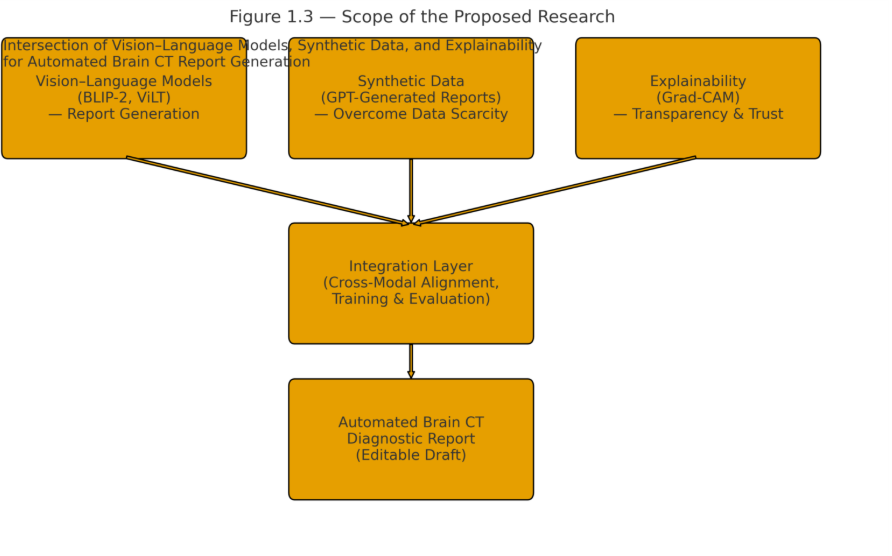 Figure 1.3 — Scope of the Proposed Research
Intersection of Vision–Language Models, Synthetic Data, and Explainability
for Automated Brain CT Report Generation
Vision–Language Models
(BLIP-2, ViLT)
— Report Generation
Synthetic Data
(GPT-Generated Reports)
— Overcome Data Scarcity
Explainability
(Grad-CAM)
— Transparency & Trust
Integration Layer
(Cross-Modal Alignment,
Training & Evaluation)
Automated Brain CT
Diagnostic Report
(Editable Draft)